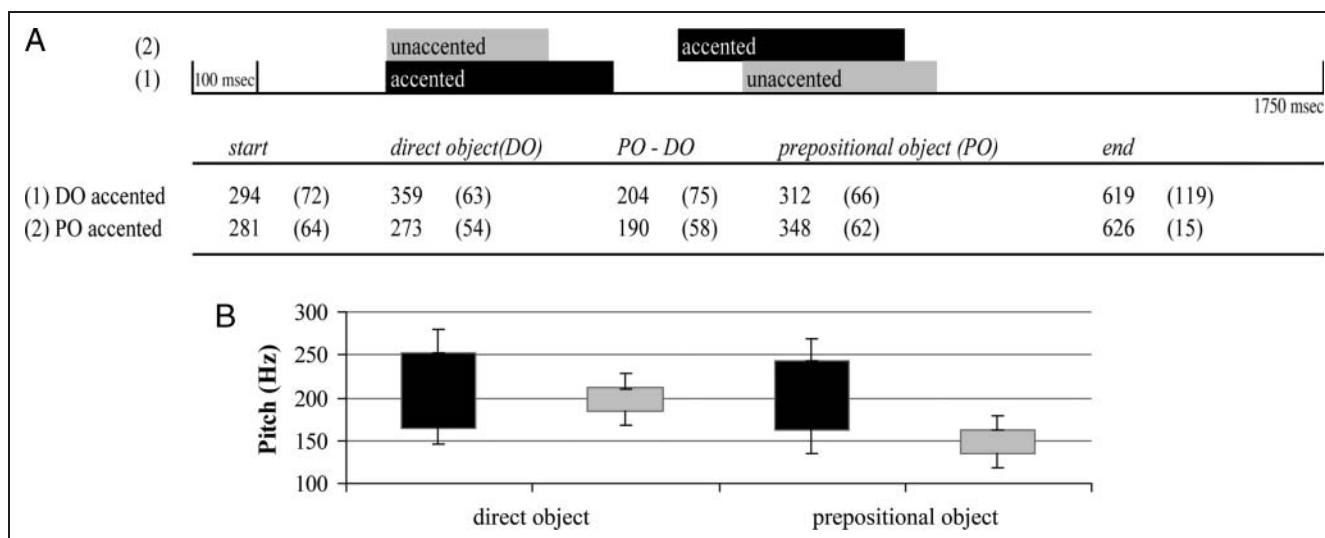 A
(2) unaccented accented
(1) 100 msec accented unaccented
1750 msec
start direct object(DO) PO - DO prepositional object (PO) end
(1) DO accented 294 (72) 359 (63) 204 (75) 312 (66) 619 (119)
(2) PO accented 281 (64) 273 (54) 190 (58) 348 (62) 626 (15)
B
Pitch (Hz)
300
250
200
150
100
direct object prepositional object